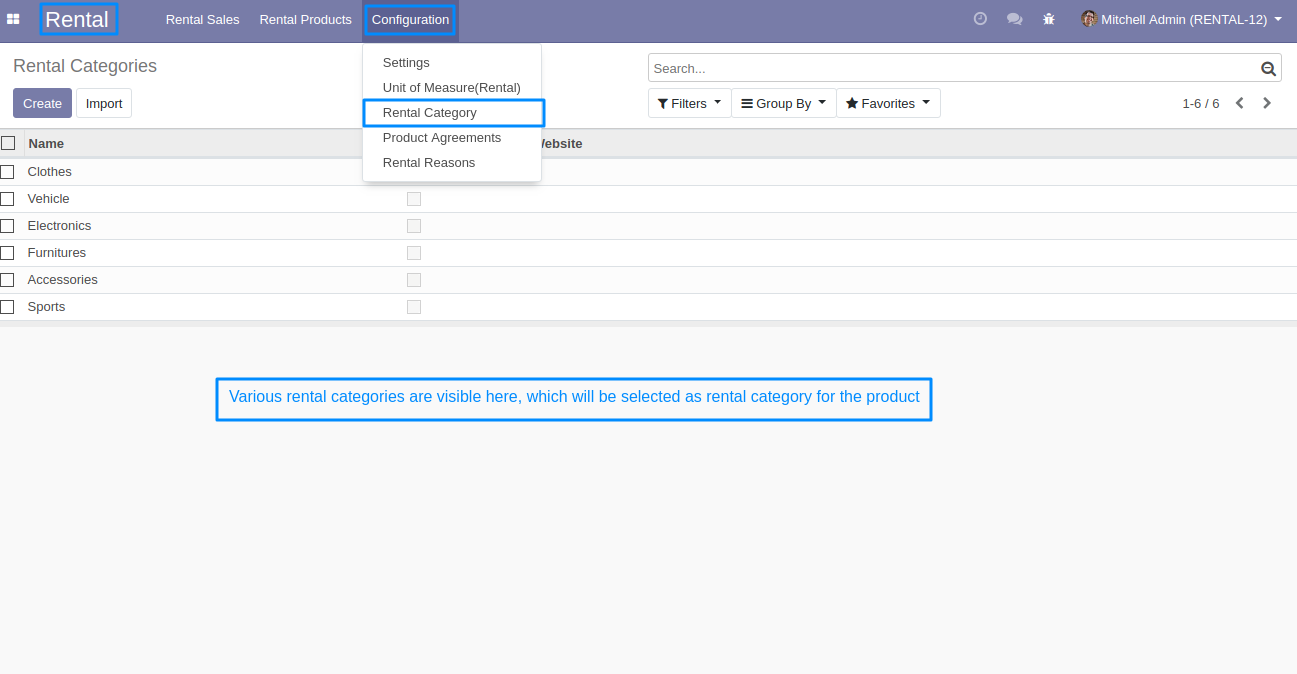 Rental Rental Sales Rental Products Configuration Mitchell Admin (RENTAL-12)
Rental Categories
Settings
Search...
Unit of Measure(Rental)
Create Import
Rental Category
Filters Group By Favorites 1-6 / 6
Product Agreements
Name
Rental Reasons
Clothes
Vehicle
Electronics
Furnitures
Accessories
Sports
Various rental categories are visible here, which will be selected as rental category for the product